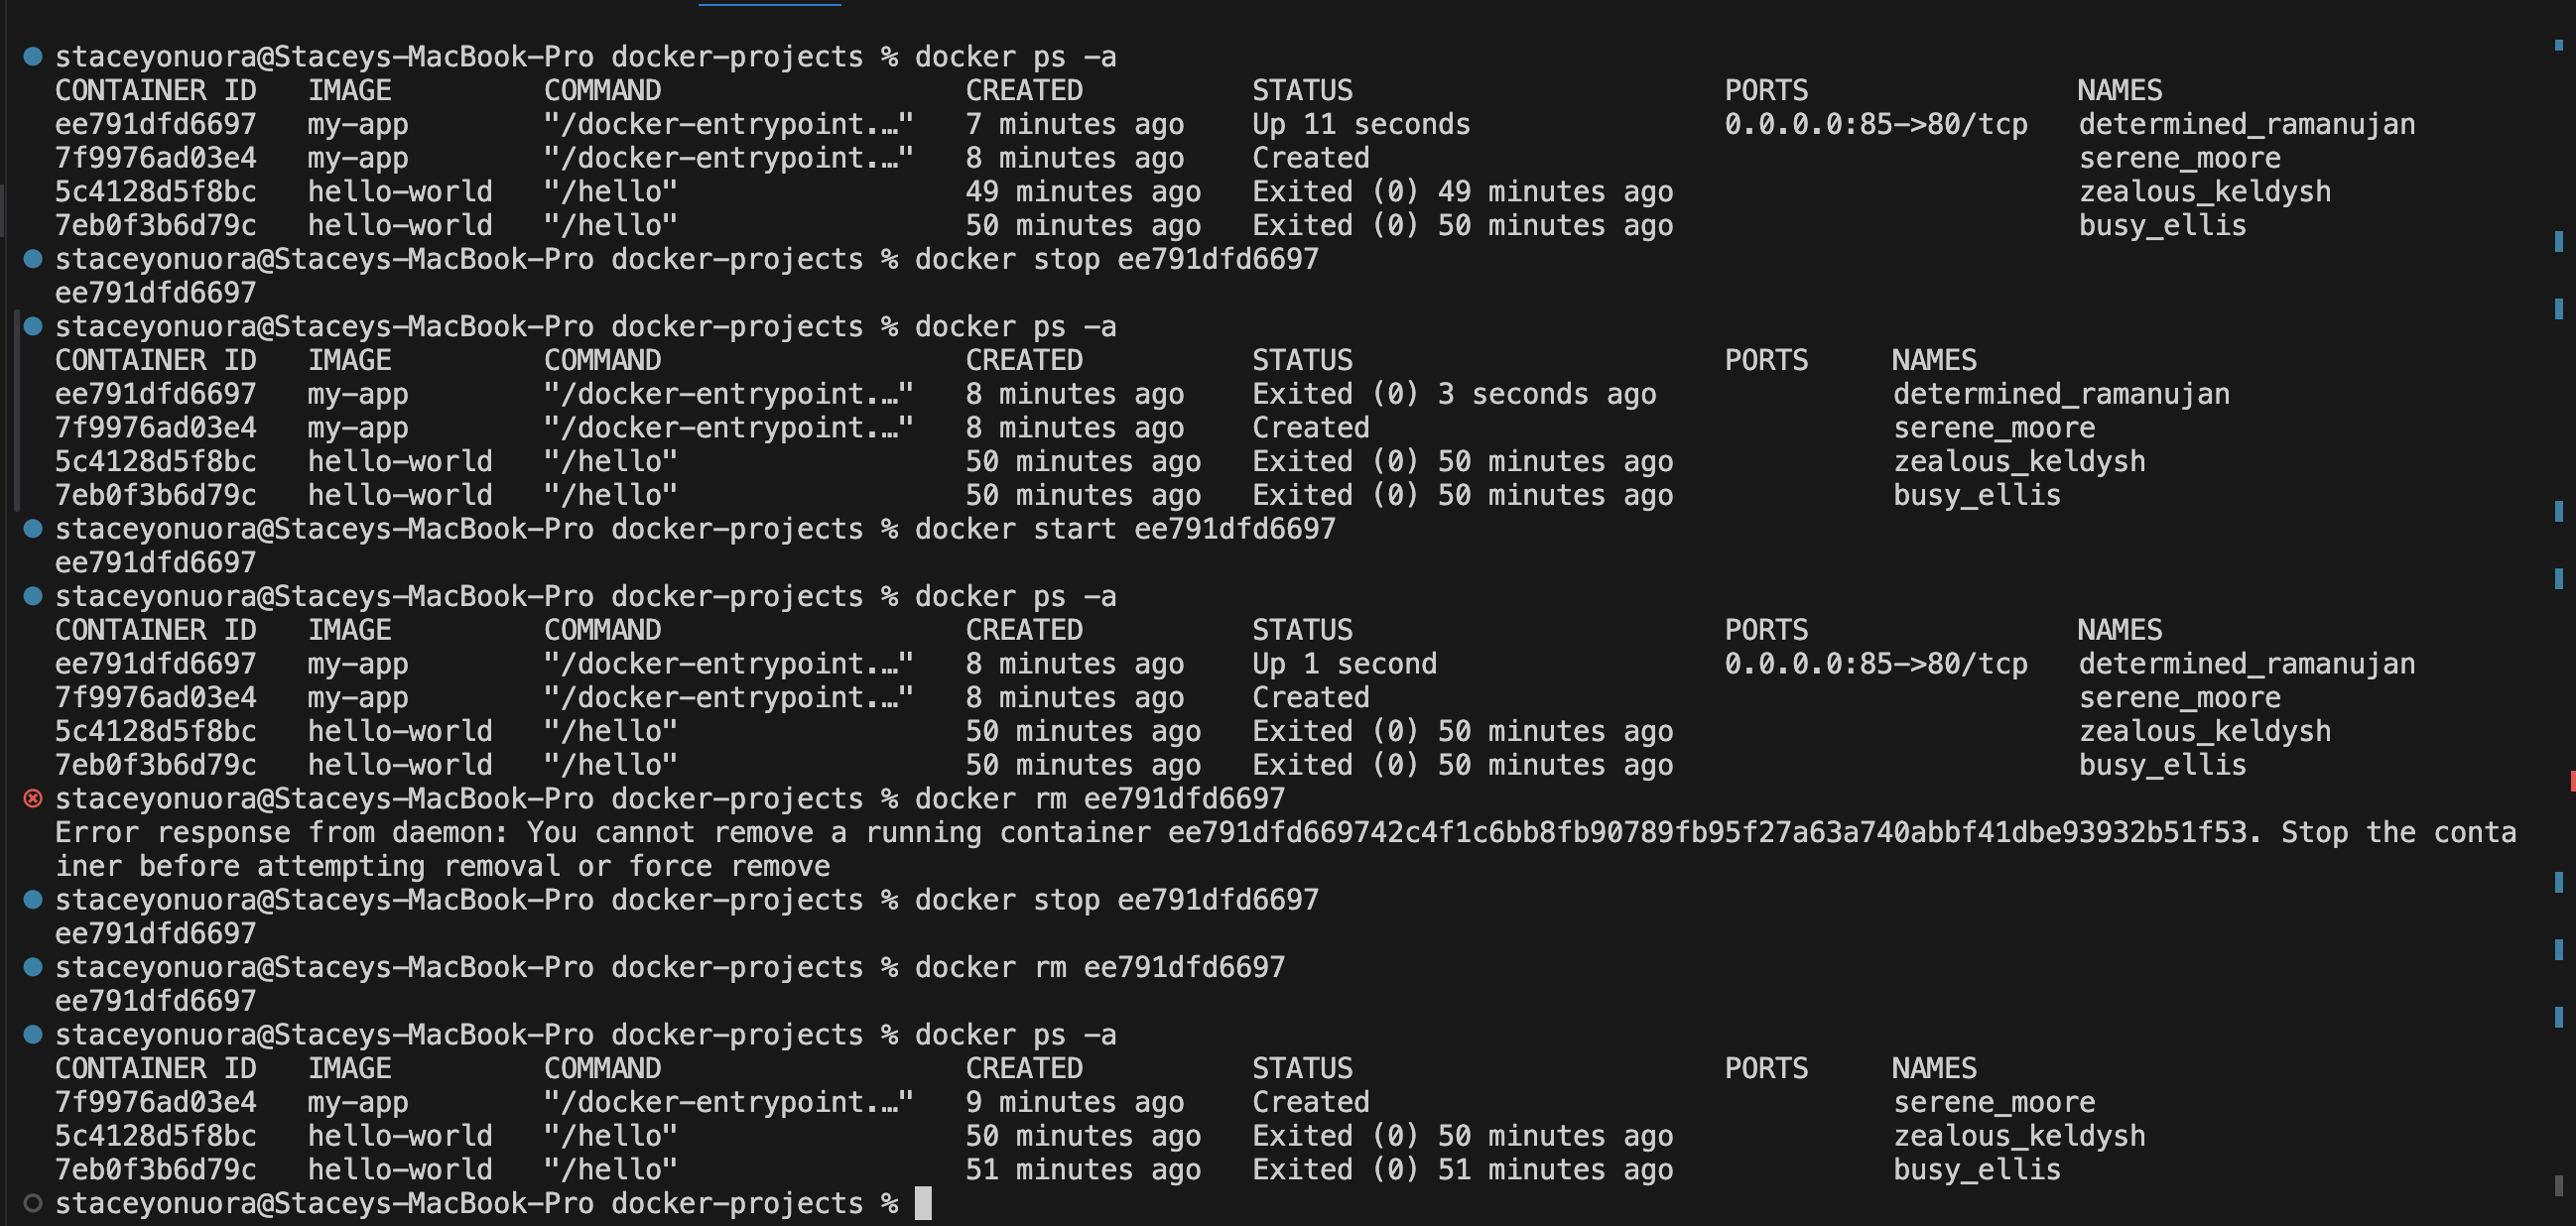 staceyonuora@Staceys-MacBook-Pro docker-projects % docker ps -a
CONTAINER ID   IMAGE         COMMAND                  CREATED          STATUS                      PORTS                NAMES
ee791dfd6697   my-app        "/docker-entrypoint.…"   7 minutes ago    Up 11 seconds               0.0.0.0:85->80/tcp   determined_ramanujan
7f9976ad03e4   my-app        "/docker-entrypoint.…"   8 minutes ago    Created                                          serene_moore
5c4128d5f8bc   hello-world   "/hello"                 49 minutes ago   Exited (0) 49 minutes ago                        zealous_keldysh
7eb0f3b6d79c   hello-world   "/hello"                 50 minutes ago   Exited (0) 50 minutes ago                        busy_ellis
staceyonuora@Staceys-MacBook-Pro docker-projects % docker stop ee791dfd6697
ee791dfd6697
staceyonuora@Staceys-MacBook-Pro docker-projects % docker ps -a
CONTAINER ID   IMAGE         COMMAND                  CREATED          STATUS                      PORTS     NAMES
ee791dfd6697   my-app        "/docker-entrypoint.…"   8 minutes ago    Exited (0) 3 seconds ago              determined_ramanujan
7f9976ad03e4   my-app        "/docker-entrypoint.…"   8 minutes ago    Created                               serene_moore
5c4128d5f8bc   hello-world   "/hello"                 50 minutes ago   Exited (0) 50 minutes ago             zealous_keldysh
7eb0f3b6d79c   hello-world   "/hello"                 50 minutes ago   Exited (0) 50 minutes ago             busy_ellis
staceyonuora@Staceys-MacBook-Pro docker-projects % docker start ee791dfd6697
ee791dfd6697
staceyonuora@Staceys-MacBook-Pro docker-projects % docker ps -a
CONTAINER ID   IMAGE         COMMAND                  CREATED          STATUS                      PORTS                NAMES
ee791dfd6697   my-app        "/docker-entrypoint.…"   8 minutes ago    Up 1 second                 0.0.0.0:85->80/tcp   determined_ramanujan
7f9976ad03e4   my-app        "/docker-entrypoint.…"   8 minutes ago    Created                                          serene_moore
5c4128d5f8bc   hello-world   "/hello"                 50 minutes ago   Exited (0) 50 minutes ago                        zealous_keldysh
7eb0f3b6d79c   hello-world   "/hello"                 50 minutes ago   Exited (0) 50 minutes ago                        busy_ellis
staceyonuora@Staceys-MacBook-Pro docker-projects % docker rm ee791dfd6697
Error response from daemon: You cannot remove a running container ee791dfd669742c4f1c6bb8fb90789fb95f27a63a740abbf41dbe93932b51f53. Stop the conta
iner before attempting removal or force remove
staceyonuora@Staceys-MacBook-Pro docker-projects % docker stop ee791dfd6697
ee791dfd6697
staceyonuora@Staceys-MacBook-Pro docker-projects % docker rm ee791dfd6697
ee791dfd6697
staceyonuora@Staceys-MacBook-Pro docker-projects % docker ps -a
CONTAINER ID   IMAGE         COMMAND                  CREATED          STATUS                      PORTS     NAMES
7f9976ad03e4   my-app        "/docker-entrypoint.…"   9 minutes ago    Created                               serene_moore
5c4128d5f8bc   hello-world   "/hello"                 50 minutes ago   Exited (0) 50 minutes ago             zealous_keldysh
7eb0f3b6d79c   hello-world   "/hello"                 51 minutes ago   Exited (0) 51 minutes ago             busy_ellis
staceyonuora@Staceys-MacBook-Pro docker-projects %